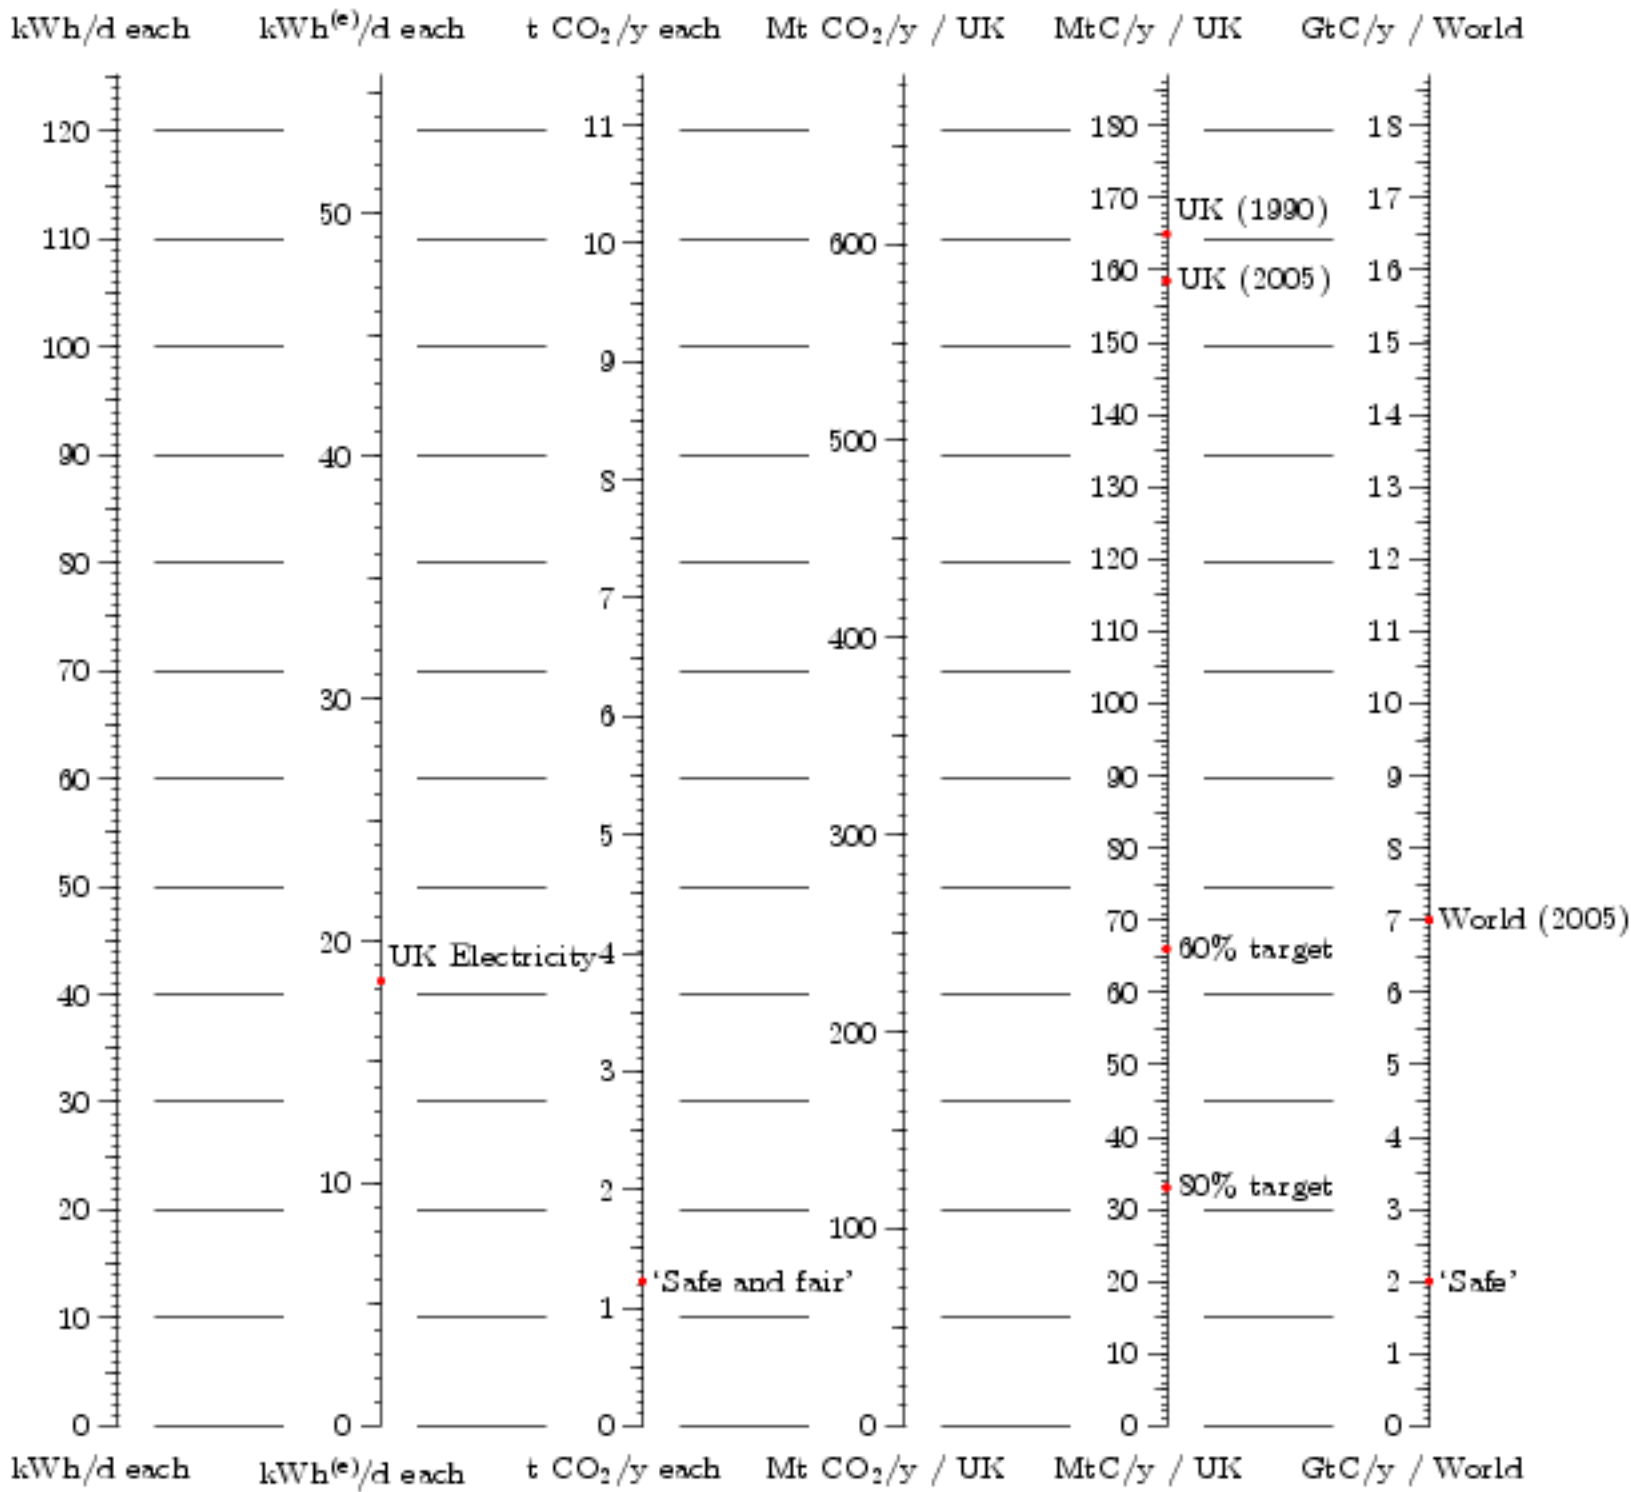 kWh/d each kWh(e)/d each t CO2/y each Mt CO2/y / UK MtC/y / UK GtC/y / World
120 11 180 18
50 170 17
UK (1990)
110 10 600
160 16
UK (2005)
100 9 150 15
140 14
90 40 500
8 130 13
80 120 12
7
400 110 11
70 30 10
100
6
60 90 9
5 300
80 8
50
70 7 World (2005)
20 UK Electricity 4 60% target
40 60 6
200
3 50 5
30
40 4
10 2 80% target
20 30 3
100
'Safe and fair' 20 2 'Safe'
10 1
10 1
0 0 0 0 0 0
kWh/d each kWh(e)/d each t CO2/y each Mt CO2/y / UK MtC/y / UK GtC/y / World